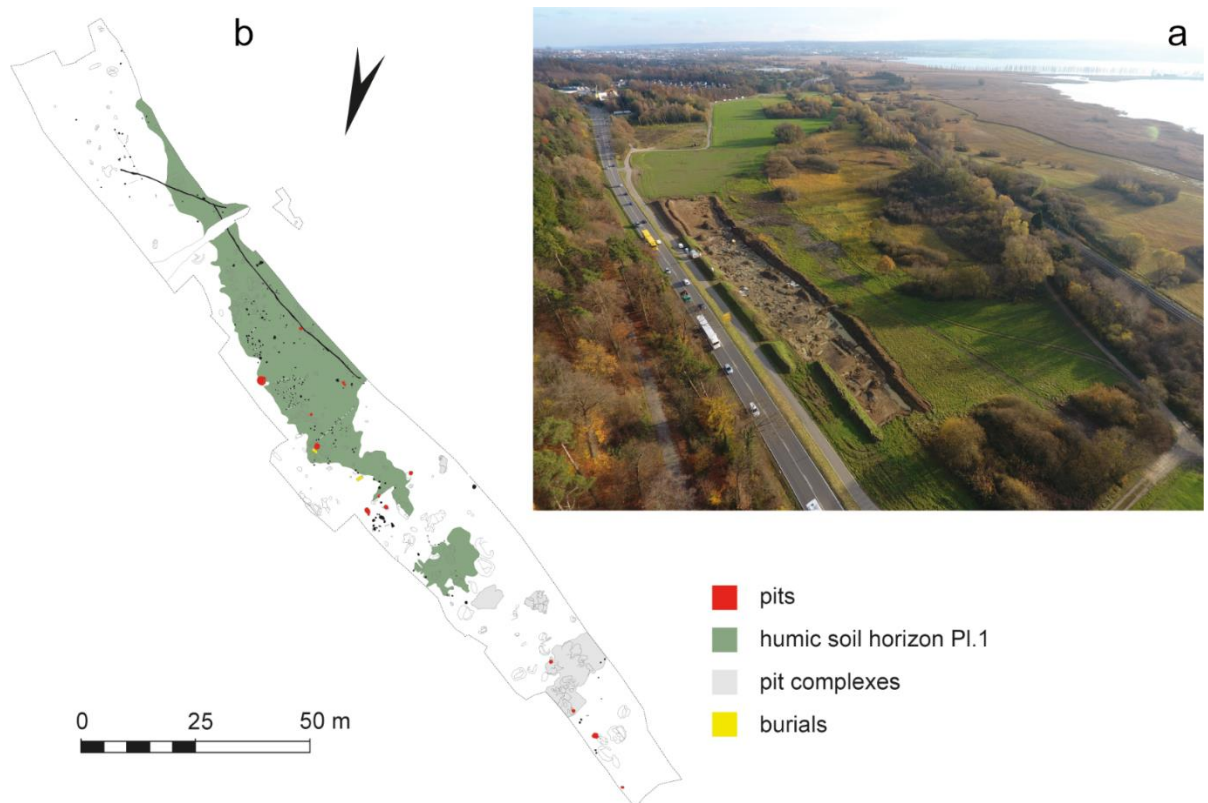 b
a
pits
humic soil horizon Pl.1
pit complexes
burials
0 25 50 m